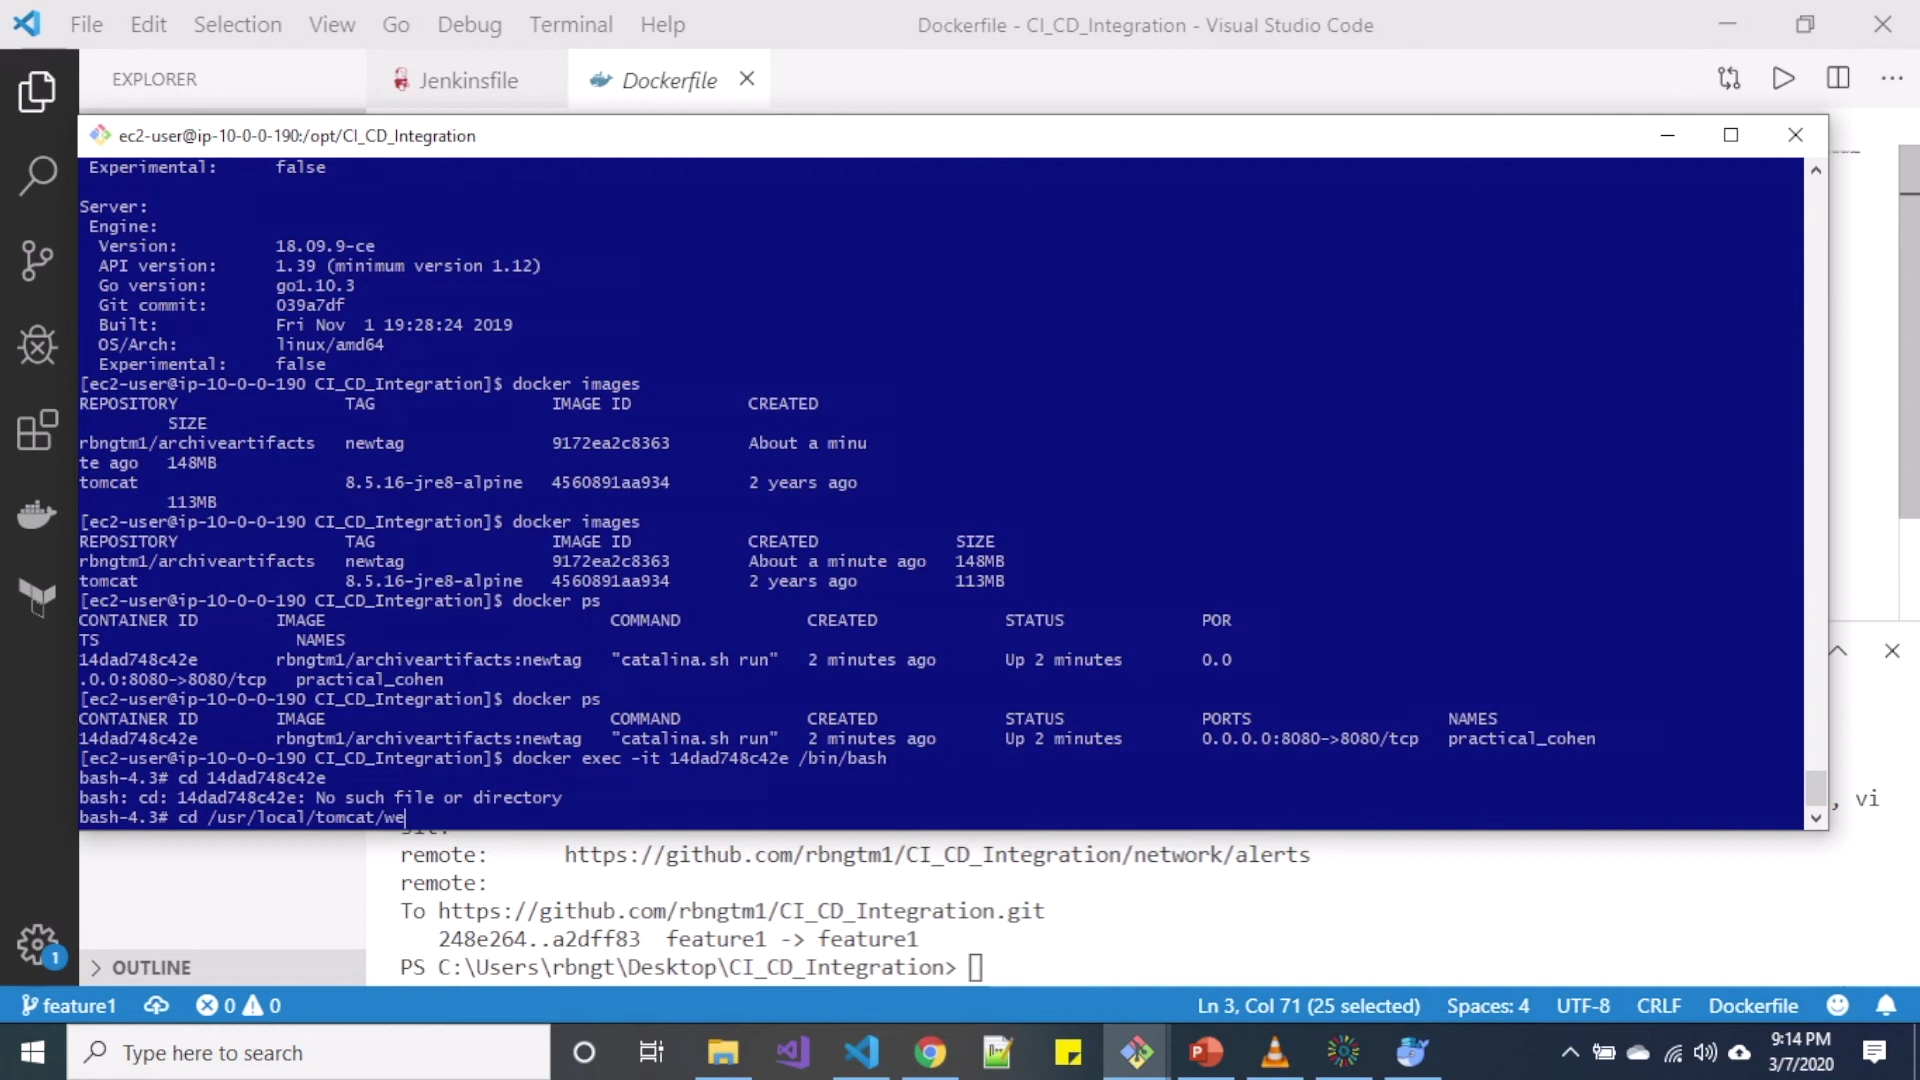 File Edit Selection View Go Debug Terminal Help
Dockerfile - CI_CD_Integration - Visual Studio Code
EXPLORER
Jenkinsfile
Dockerfile
ec2-user@ip-10-0-0-190:/opt/CI_CD_Integration
Experimental: false
Server:
Engine:
Version: 18.09.9-ce
API version: 1.39 (minimum version 1.12)
Go version: go1.10.3
Git commit: 039a7df
Built: Fri Nov 1 19:28:24 2019
OS/Arch: linux/amd64
Experimental: false
[ec2-user@ip-10-0-0-190 CI_CD_Integration]$ docker images
REPOSITORY TAG IMAGE ID CREATED
SIZE
rbngtm1/archiveartifacts newtag 9172ea2c8363 About a minu
te ago 148MB
tomcat 8.5.16-jre8-alpine 4560891aa934 2 years ago
113MB
[ec2-user@ip-10-0-0-190 CI_CD_Integration]$ docker images
REPOSITORY TAG IMAGE ID CREATED SIZE
rbngtm1/archiveartifacts newtag 9172ea2c8363 About a minute ago 148MB
tomcat 8.5.16-jre8-alpine 4560891aa934 2 years ago 113MB
[ec2-user@ip-10-0-0-190 CI_CD_Integration]$ docker ps
CONTAINER ID IMAGE COMMAND CREATED STATUS POR
TS NAMES
14dad748c42e rbngtm1/archiveartifacts:newtag "catalina.sh run" 2 minutes ago Up 2 minutes 0.0
.0.0:8080->8080/tcp practical_cohen
[ec2-user@ip-10-0-0-190 CI_CD_Integration]$ docker ps
CONTAINER ID IMAGE COMMAND CREATED STATUS PORTS NAMES
14dad748c42e rbngtm1/archiveartifacts:newtag "catalina.sh run" 2 minutes ago Up 2 minutes 0.0.0.0:8080->8080/tcp practical_cohen
[ec2-user@ip-10-0-0-190 CI_CD_Integration]$ docker exec -it 14dad748c42e /bin/bash
bash-4.3# cd 14dad748c42e
bash: cd: 14dad748c42e: No such file or directory
bash-4.3# cd /usr/local/tomcat/we
, vi
remote: https://github.com/rbngtm1/CI_CD_Integration/network/alerts
remote:
To https://github.com/rbngtm1/CI_CD_Integration.git
248e264..a2dff83 feature1 -> feature1
PS C:\Users\rbngt\Desktop\CI_CD_Integration>
OUTLINE
1
feature1 0 0 Ln 3, Col 71 (25 selected) Spaces: 4 UTF-8 CRLF Dockerfile
Type here to search
9:14 PM
3/7/2020